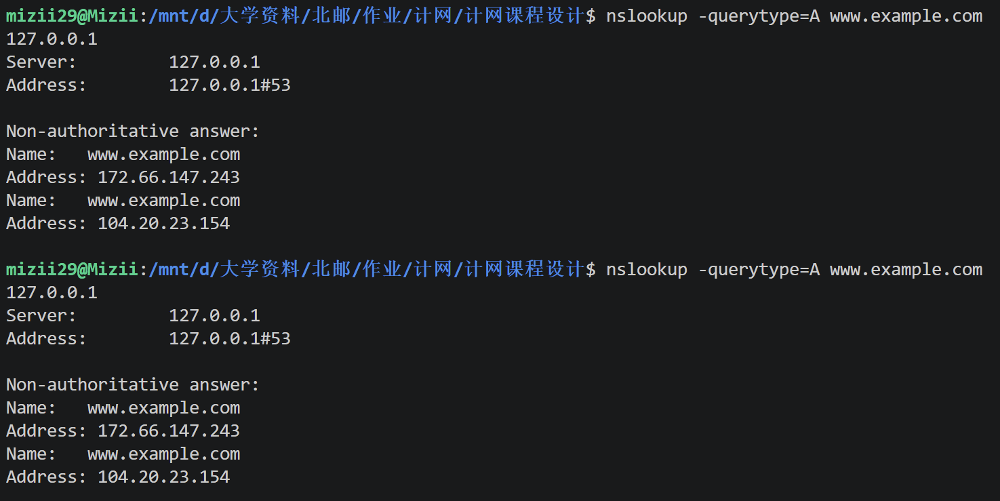 mizii29@Mizii:/mnt/d/大学资料/北邮/作业/计网/计网课程设计$ nslookup -querytype=A www.example.com
127.0.0.1
Server:         127.0.0.1
Address:        127.0.0.1#53

Non-authoritative answer:
Name:   www.example.com
Address: 172.66.147.243
Name:   www.example.com
Address: 104.20.23.154

mizii29@Mizii:/mnt/d/大学资料/北邮/作业/计网/计网课程设计$ nslookup -querytype=A www.example.com
127.0.0.1
Server:         127.0.0.1
Address:        127.0.0.1#53

Non-authoritative answer:
Name:   www.example.com
Address: 172.66.147.243
Name:   www.example.com
Address: 104.20.23.154